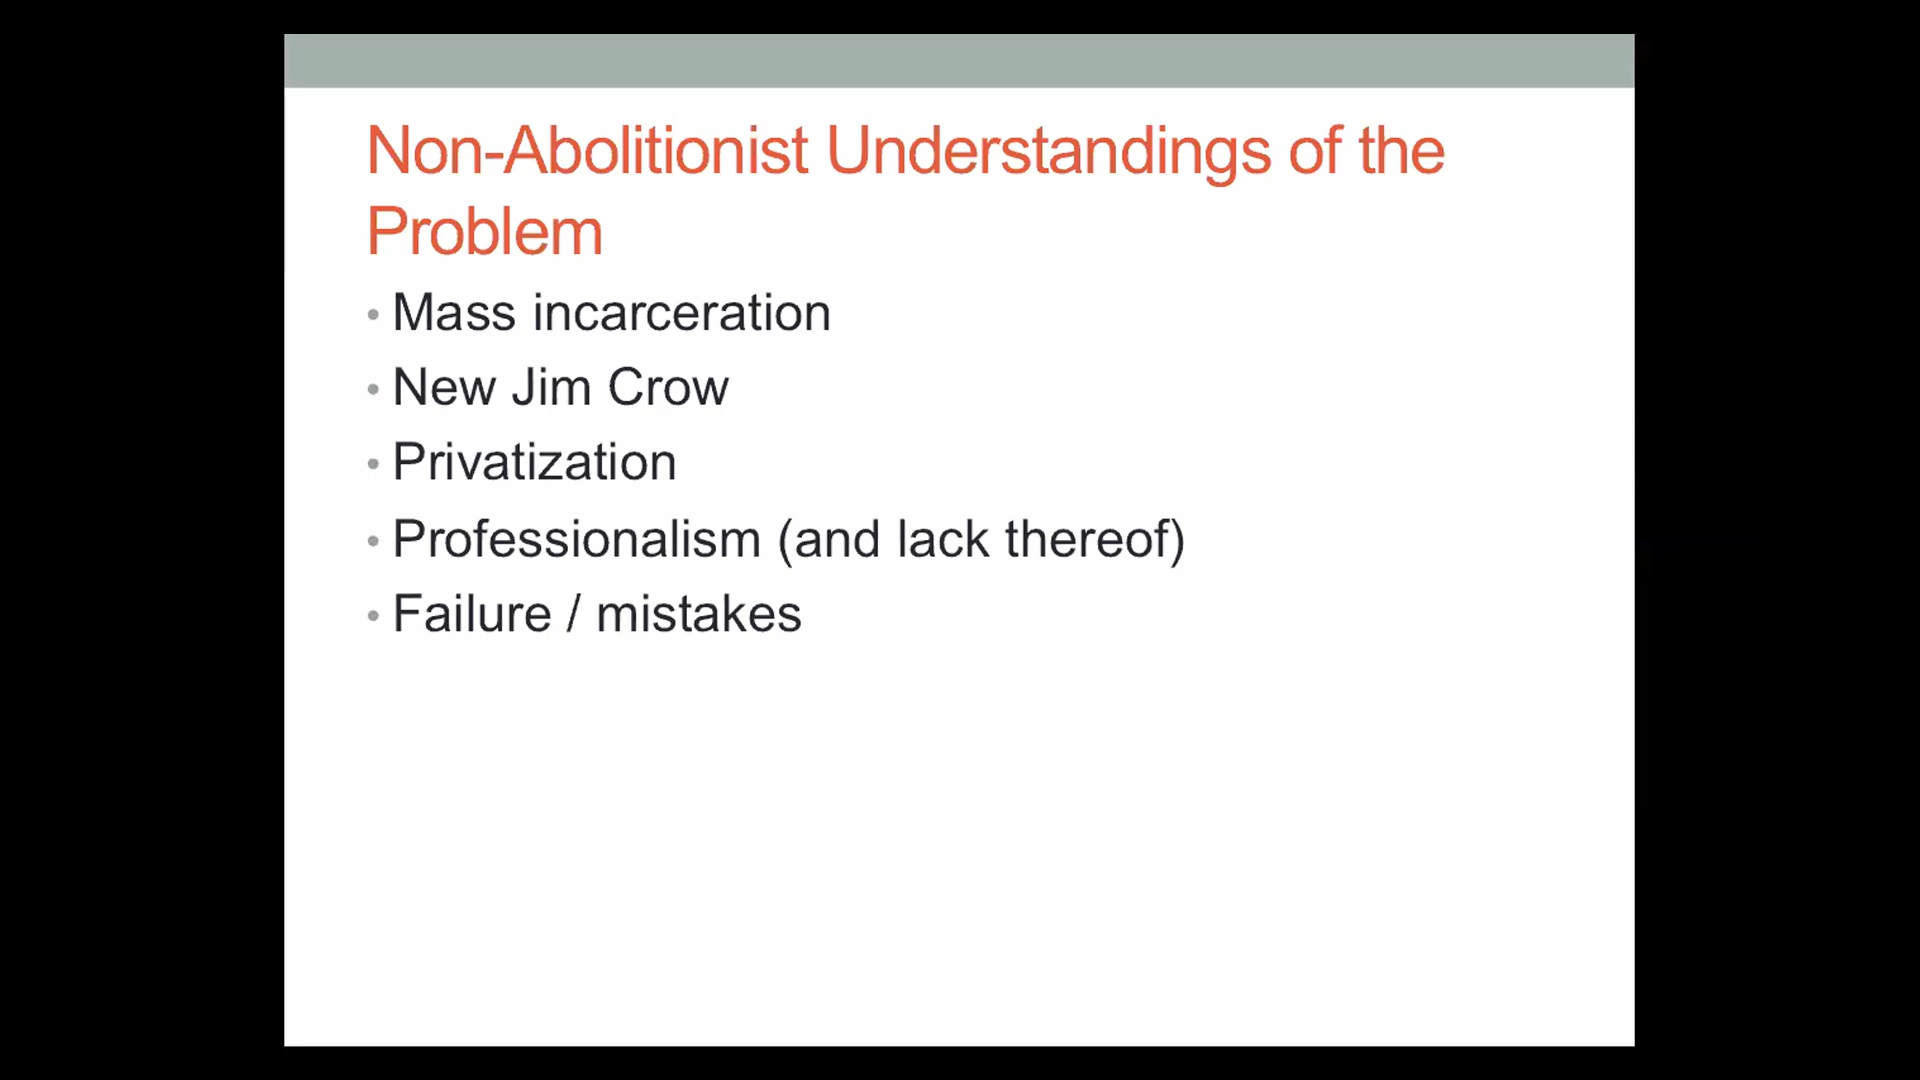 Non-Abolitionist Understandings of the
Problem
• Mass incarceration
• New Jim Crow
• Privatization
• Professionalism (and lack thereof)
• Failure / mistakes